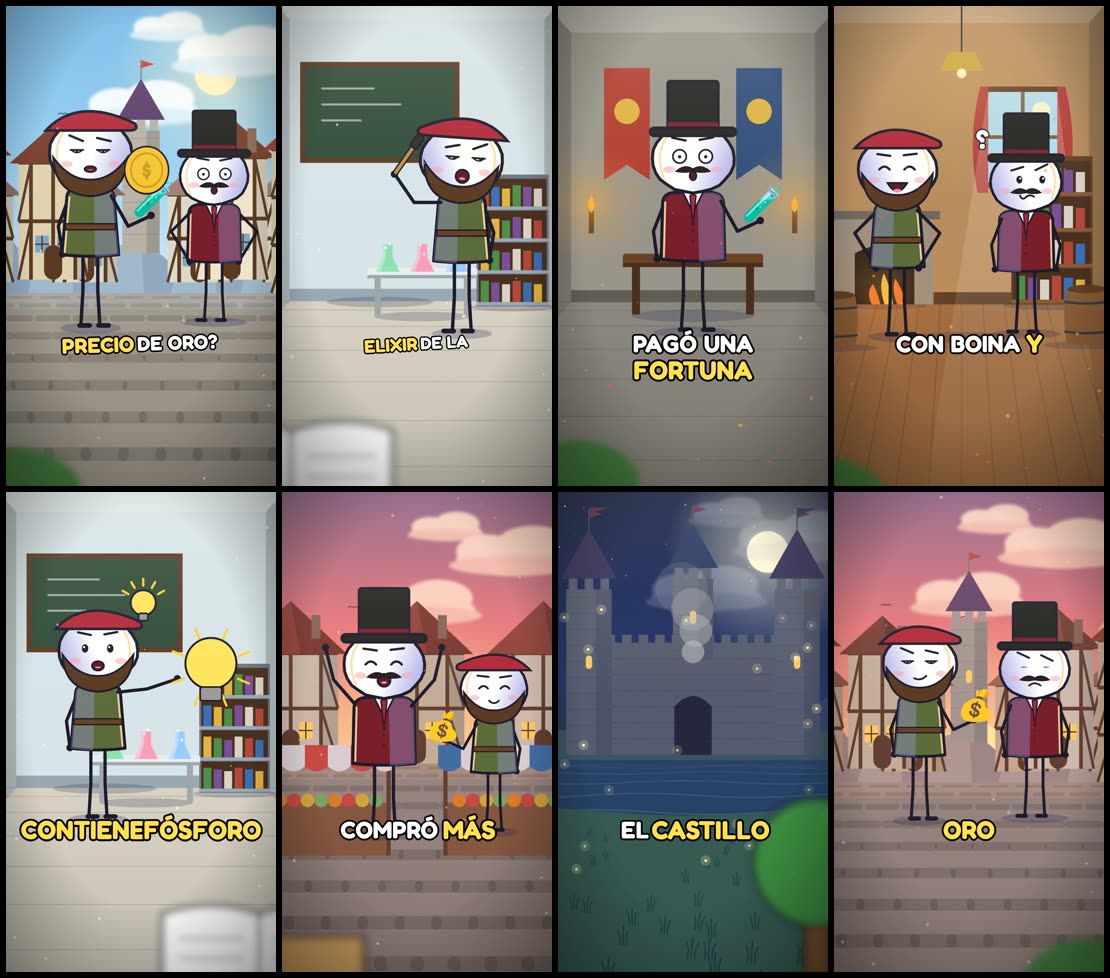 PRECIO DE ORO?
ELIXIR DE LA
PAGÓ UNA
FORTUNA
CON BOINA Y
CONTIENEFÓSFORO
COMPRÓ MÁS
EL CASTILLO
ORO